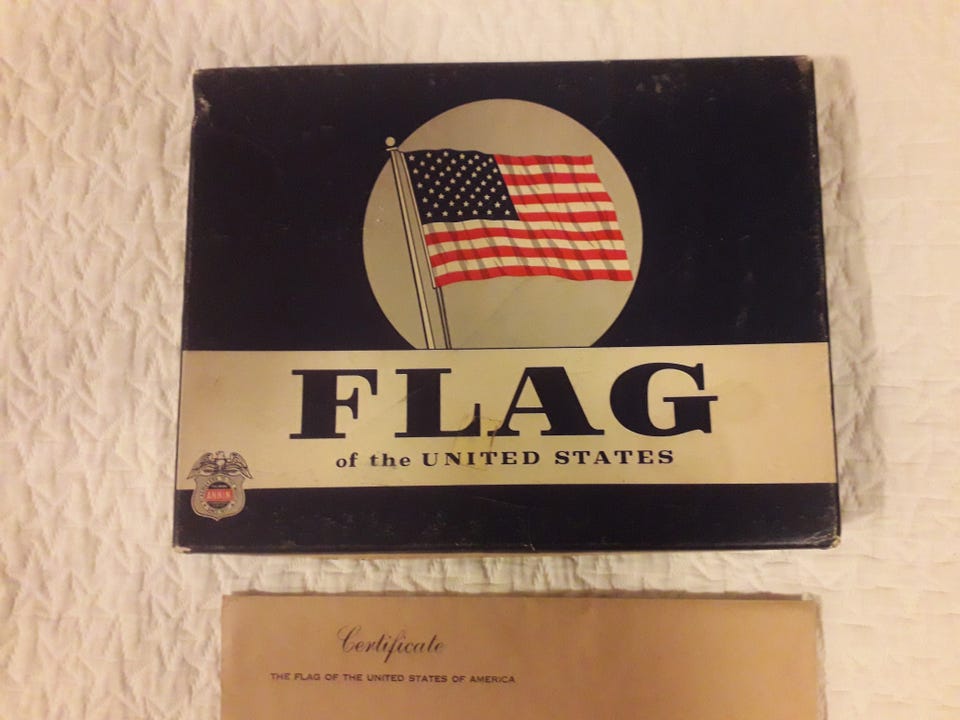 FLAG
of the UNITED STATES
ANNIN
Certificate
THE FLAG OF THE UNITED STATES OF AMERICA